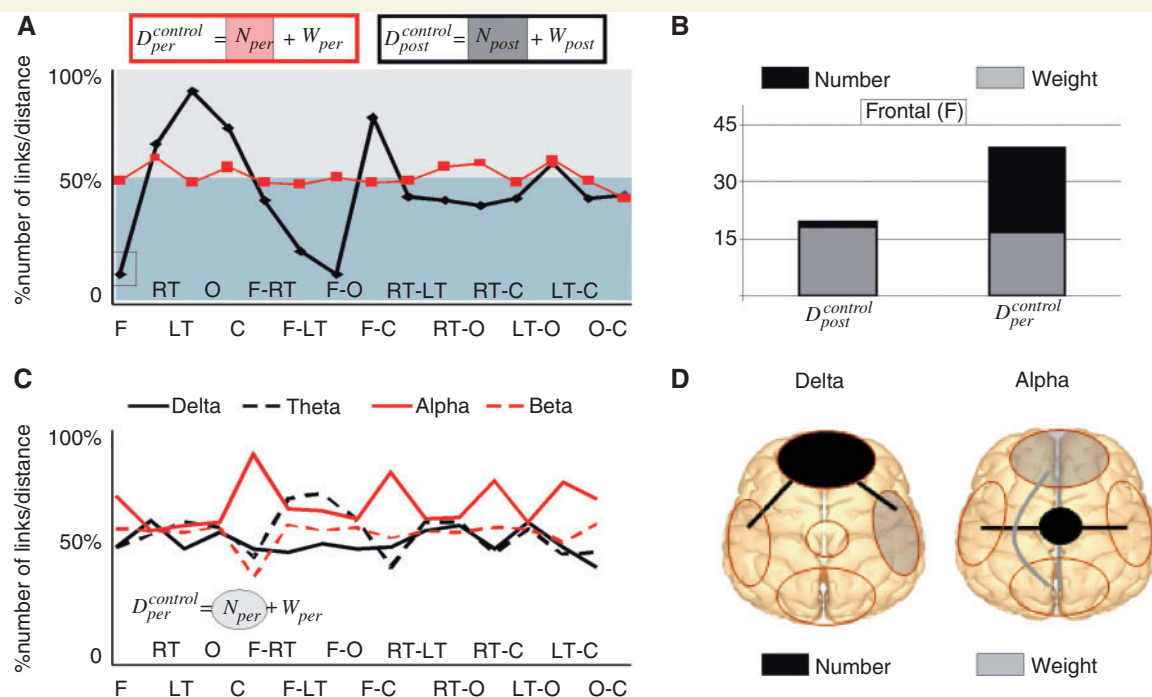 A
D_per^control = N_per + W_per
D_post^control = N_post + W_post
100%
50%
0
%number of links/distance
RT O F-RT F-O RT-LT RT-C LT-C
F LT C F-LT F-C RT-O LT-O O-C
B
Number Weight
Frontal (F)
45
30
15
D_post^control D_per^control
C
Delta Theta Alpha Beta
100%
50%
0
%number of links/distance
D_per^control = N_per + W_per
RT O F-RT F-O RT-LT RT-C LT-C
F LT C F-LT F-C RT-O LT-O O-C
D
Delta Alpha
Number Weight